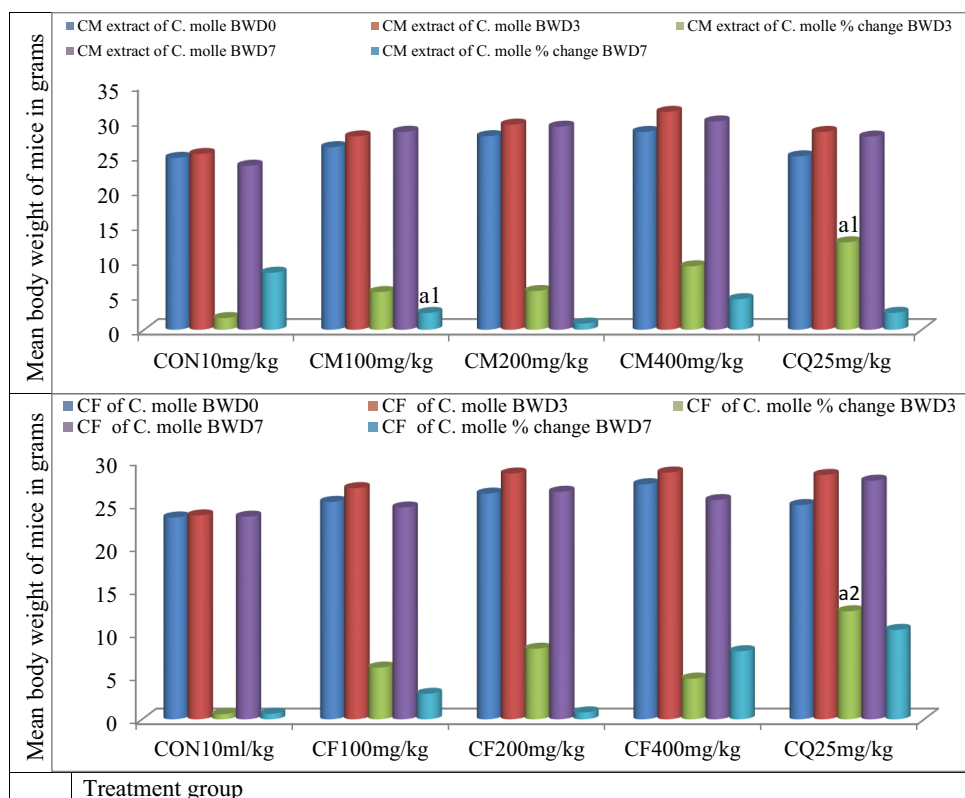 CM extract of C. molle BWD0 CM extract of C. molle BWD3 CM extract of C. molle % change BWD3
CM extract of C. molle BWD7 CM extract of C. molle % change BWD7
Mean body weight of mice in grams
35
30
25
20
15
10
5
0
a1
a1
CON10mg/kg CM100mg/kg CM200mg/kg CM400mg/kg CQ25mg/kg
CF of C. molle BWD0 CF of C. molle BWD3 CF of C. molle % change BWD3
CF of C. molle BWD7 CF of C. molle % change BWD7
Mean body weight of mice in grams
30
25
20
15
10
5
0
a2
CON10ml/kg CF100mg/kg CF200mg/kg CF400mg/kg CQ25mg/kg
Treatment group